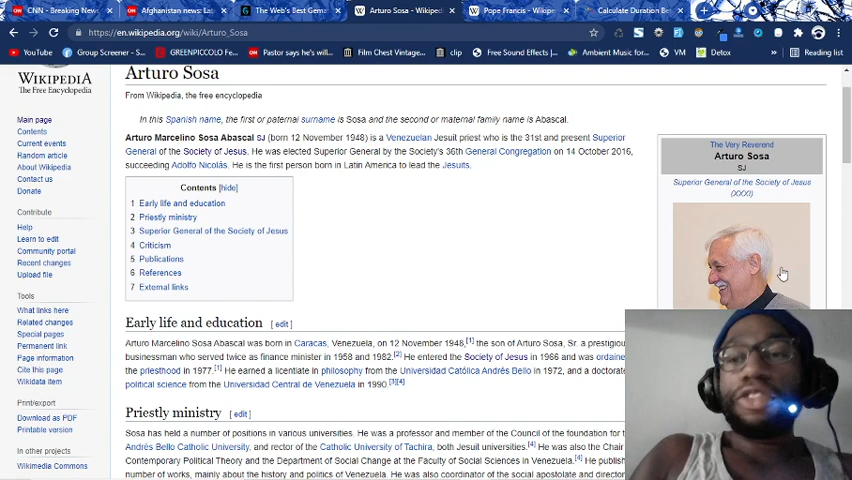 CNN - Breaking News
Afghanistan news: La
The Web's Best Gema
Arturo Sosa - Wikiped
Pope Francis - Wikipe
Calculate Duration Be
https://en.wikipedia.org/wiki/Arturo_Sosa
YouTube
Group Screener - S...
GREENPICCOLO Fe...
Pastor says he's will...
Film Chest Vintage...
clip
Free Sound Effects |...
Ambient Music for...
VM
Detox
Reading list
WIKIPEDIA
The Free Encyclopedia
Main page
Contents
Current events
Random article
About Wikipedia
Contact us
Donate
Contribute
Help
Learn to edit
Community portal
Recent changes
Upload file
Tools
What links here
Related changes
Special pages
Permanent link
Page information
Cite this page
Wikidata item
Print/export
Download as PDF
Printable version
In other projects
Wikimedia Commons
Arturo Sosa
From Wikipedia, the free encyclopedia
In this Spanish name, the first or paternal surname is Sosa and the second or maternal family name is Abascal.
Arturo Marcelino Sosa Abascal SJ (born 12 November 1948) is a Venezuelan Jesuit priest who is the 31st and present Superior
General of the Society of Jesus. He was elected Superior General by the Society's 36th General Congregation on 14 October 2016,
succeeding Adolfo Nicolás. He is the first person born in Latin America to lead the Jesuits.
Contents [hide]
1 Early life and education
2 Priestly ministry
3 Superior General of the Society of Jesus
4 Criticism
5 Publications
6 References
7 External links
The Very Reverend
Arturo Sosa
SJ
Superior General of the Society of Jesus
(XXXI)
Early life and education [ edit ]
Arturo Marcelino Sosa Abascal was born in Caracas, Venezuela, on 12 November 1948,[1] the son of Arturo Sosa, Sr. a prestigiou
businessman who served twice as finance minister in 1958 and 1982.[2] He entered the Society of Jesus in 1966 and was ordaine
the priesthood in 1977.[1] He earned a licentiate in philosophy from the Universidad Católica Andrés Bello in 1972, and a doctorate
political science from the Universidad Central de Venezuela in 1990.[3][4]
Priestly ministry [ edit ]
Sosa has held a number of positions in various universities. He was a professor and member of the Council of the foundation for t
Andrés Bello Catholic University, and rector of the Catholic University of Tachira, both Jesuit universities.[4] He was also the Chair
Contemporary Political Theory and the Department of Social Change at the Faculty of Social Sciences in Venezuela.[4] He publish
number of works, mainly about the history and politics of Venezuela. He was also coordinator of the social apostolate and directo